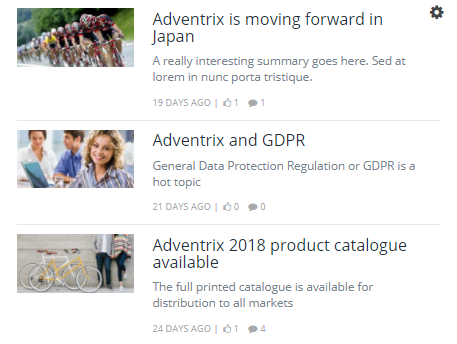 Adventrix is moving forward in
Japan
A really interesting summary goes here. Sed at
lorem in nunc porta tristique.
19 DAYS AGO | 1 1
Adventrix and GDPR
General Data Protection Regulation or GDPR is a
hot topic
21 DAYS AGO | 0 0
Adventrix 2018 product catalogue
available
The full printed catalogue is available for
distribution to all markets
24 DAYS AGO | 1 4